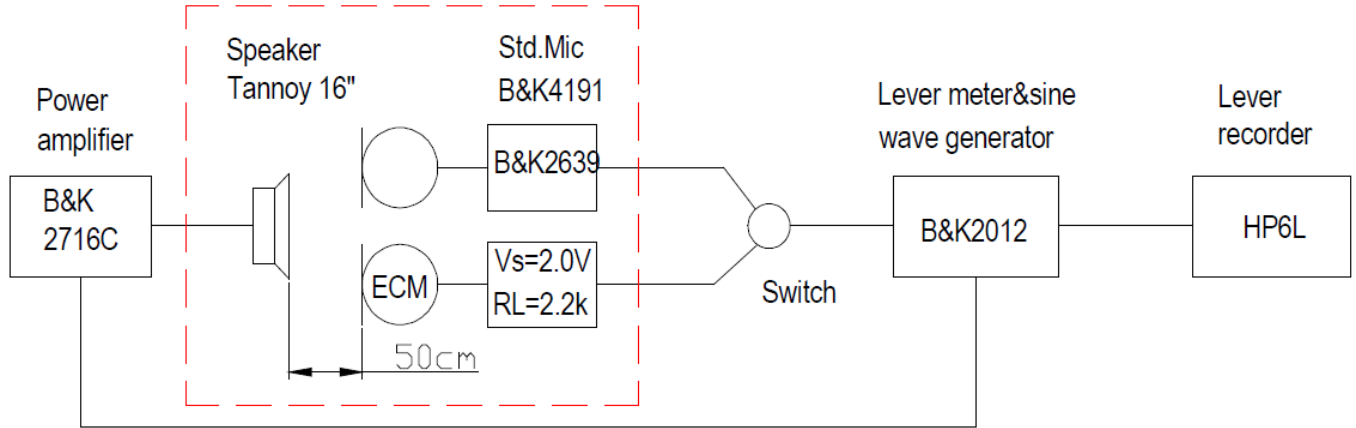 Power
amplifier
B&K
2716C
Speaker
Tannoy 16"
Std.Mic
B&K4191
B&K2639
ECM
Vs=2.0V
RL=2.2k
50cm
Switch
Lever meter&sine
wave generator
B&K2012
Lever
recorder
HP6L